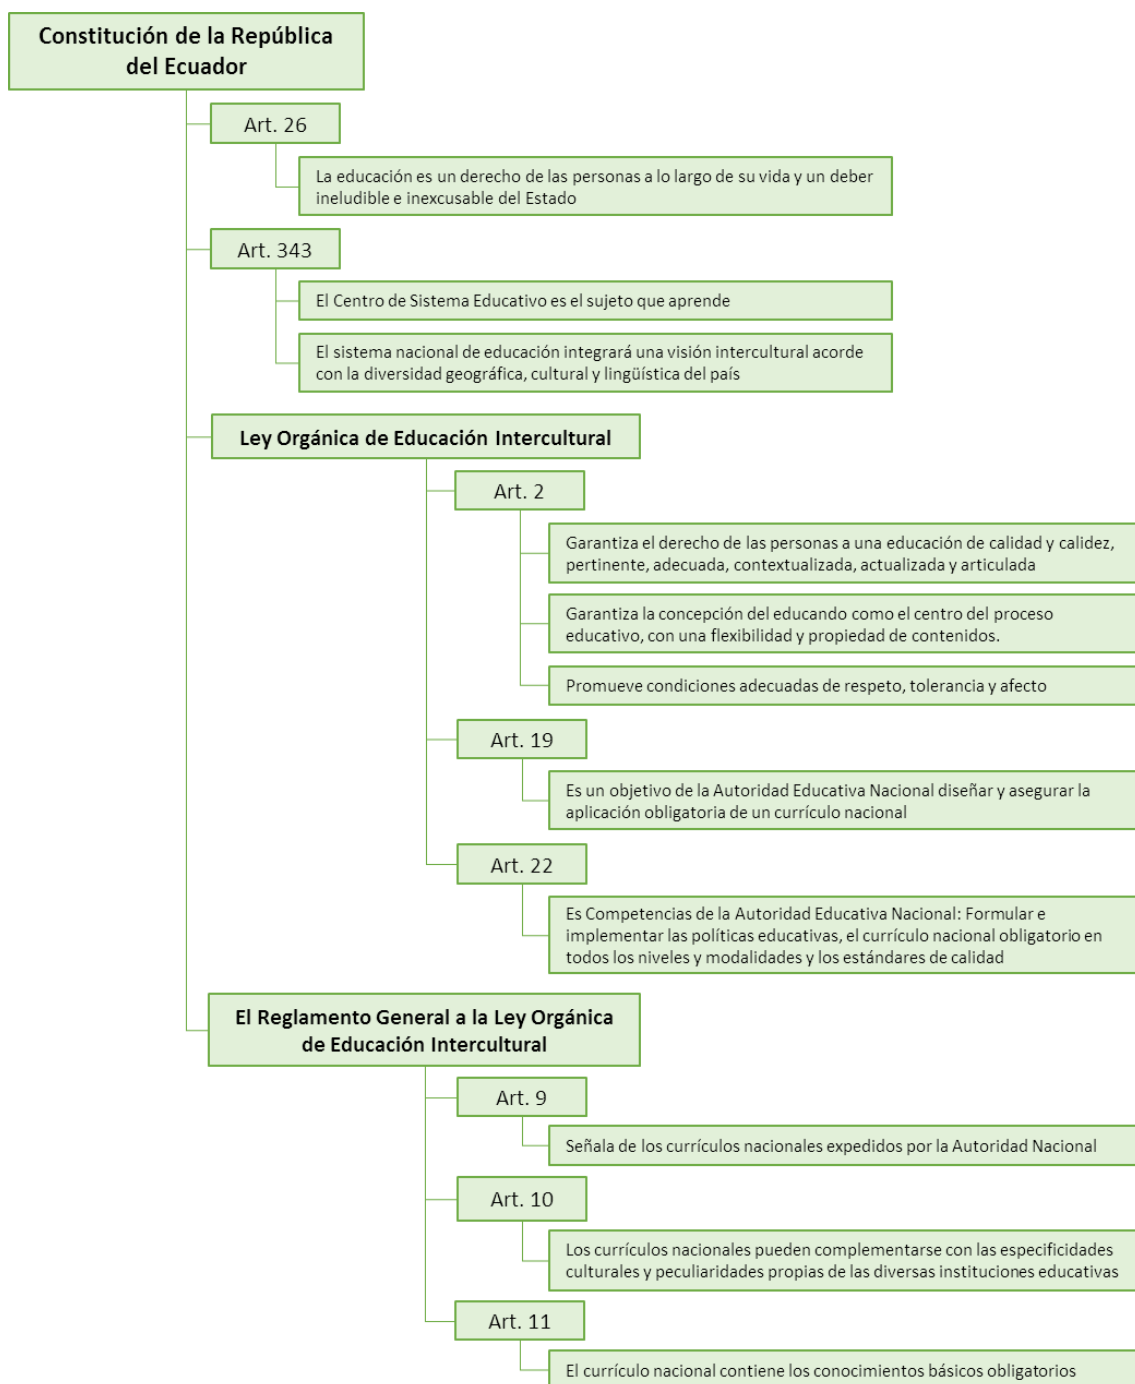 Constitución de la República
del Ecuador
Art. 26
La educación es un derecho de las personas a lo largo de su vida y un deber
ineludible e inexcusable del Estado
Art. 343
El Centro de Sistema Educativo es el sujeto que aprende
El sistema nacional de educación integrará una visión intercultural acorde
con la diversidad geográfica, cultural y lingüística del país
Ley Orgánica de Educación Intercultural
Art. 2
Garantiza el derecho de las personas a una educación de calidad y calidez,
pertinente, adecuada, contextualizada, actualizada y articulada
Garantiza la concepción del educando como el centro del proceso
educativo, con una flexibilidad y propiedad de contenidos.
Promueve condiciones adecuadas de respeto, tolerancia y afecto
Art. 19
Es un objetivo de la Autoridad Educativa Nacional diseñar y asegurar la
aplicación obligatoria de un currículo nacional
Art. 22
Es Competencias de la Autoridad Educativa Nacional: Formular e
implementar las políticas educativas, el currículo nacional obligatorio en
todos los niveles y modalidades y los estándares de calidad
El Reglamento General a la Ley Orgánica
de Educación Intercultural
Art. 9
Señala de los currículos nacionales expedidos por la Autoridad Nacional
Art. 10
Los currículos nacionales pueden complementarse con las especificidades
culturales y peculiaridades propias de las diversas instituciones educativas
Art. 11
El currículo nacional contiene los conocimientos básicos obligatorios